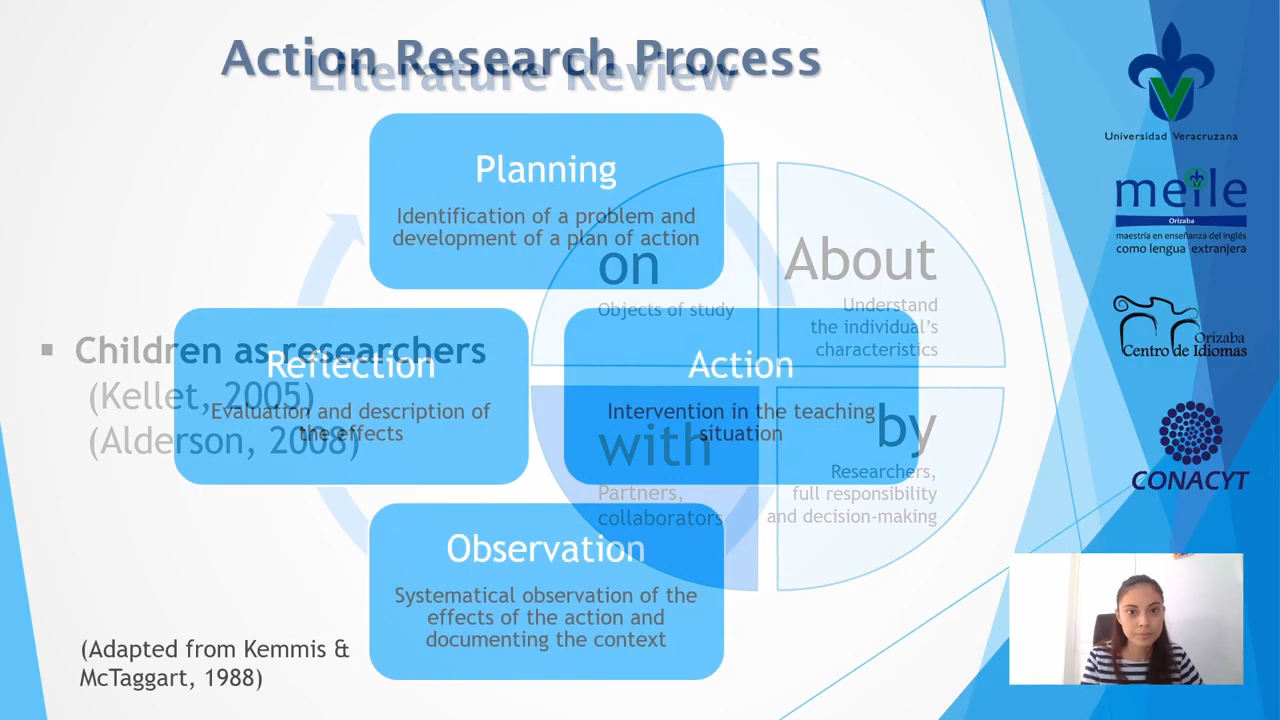 Action Research Process
Literature Review
Planning
Identification of a problem and
development of a plan of action
on
Objects of study
About
Understand
the individual's
characteristics
▪ Children as researchers
(Kellet, 2005)
(Alderson, 2008)
Reflection
Evaluation and description of
the effects
Action
Intervention in the teaching
situation
with
Partners,
collaborators
by
Researchers,
full responsibility
and decision-making
Observation
Systematical observation of the
effects of the action and
documenting the context
(Adapted from Kemmis &
McTaggart, 1988)
Universidad Veracruzana
meile
Orizaba
maestría en enseñanza del inglés
como lengua extranjera
Orizaba
Centro de Idiomas
CONACYT